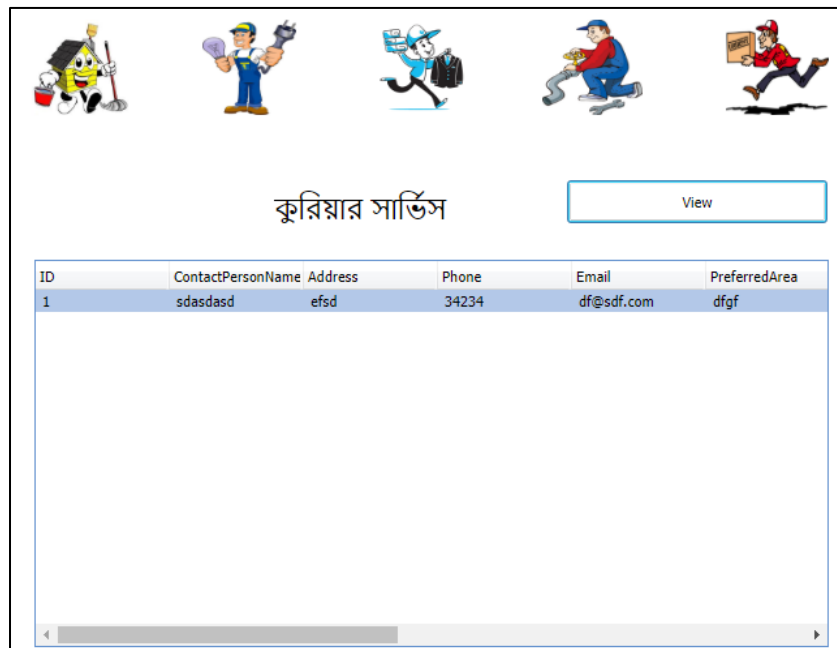 কুরিয়ার সার্ভিস
View
ID ContactPersonName Address Phone Email PreferredArea
1 sdasdasd efsd 34234 df@sdf.com dfgf